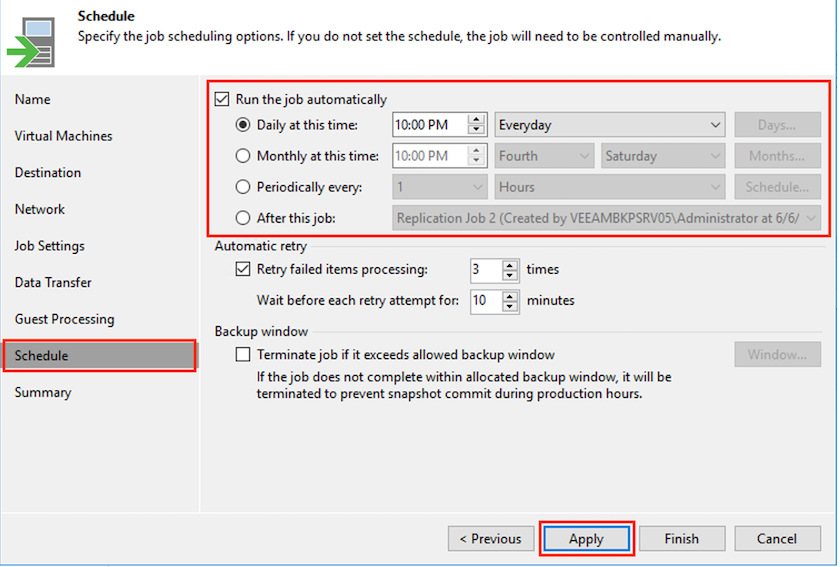 Schedule
Specify the job scheduling options. If you do not set the schedule, the job will need to be controlled manually.
Name
Virtual Machines
Destination
Network
Job Settings
Data Transfer
Guest Processing
Schedule
Summary
Run the job automatically
Daily at this time: 10:00 PM Everyday Days...
Monthly at this time: 10:00 PM Fourth Saturday Months...
Periodically every: 1 Hours Schedule...
After this job: Replication Job 2 (Created by VEEAMBKPSRV05\Administrator at 6/6/
Automatic retry
Retry failed items processing: 3 times
Wait before each retry attempt for: 10 minutes
Backup window
Terminate job if it exceeds allowed backup window Window...
If the job does not complete within allocated backup window, it will be
terminated to prevent snapshot commit during production hours.
< Previous Apply Finish Cancel